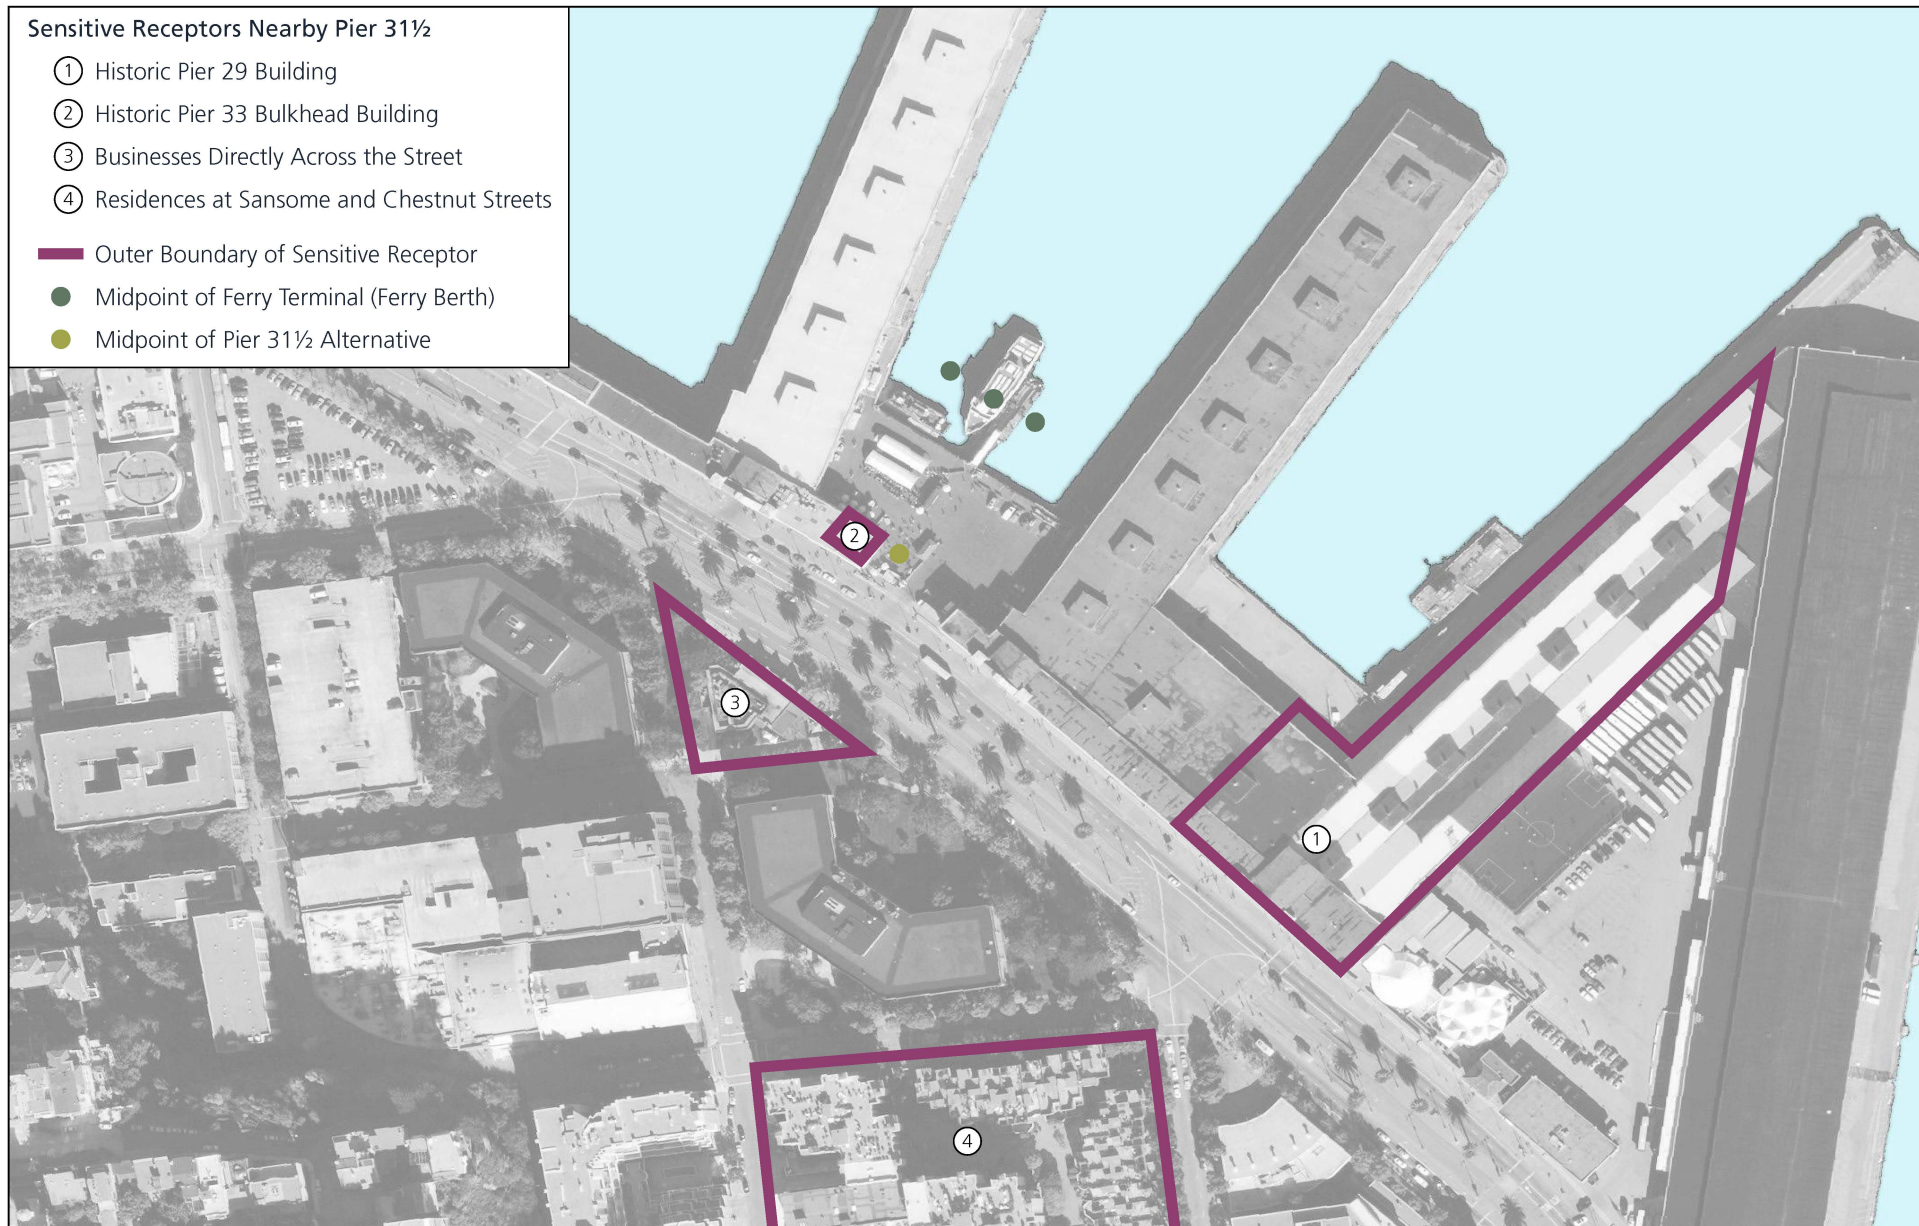 Sensitive Receptors Nearby Pier 31½
1 Historic Pier 29 Building
2 Historic Pier 33 Bulkhead Building
3 Businesses Directly Across the Street
4 Residences at Sansome and Chestnut Streets
Outer Boundary of Sensitive Receptor
Midpoint of Ferry Terminal (Ferry Berth)
Midpoint of Pier 31½ Alternative
2
3
1
4